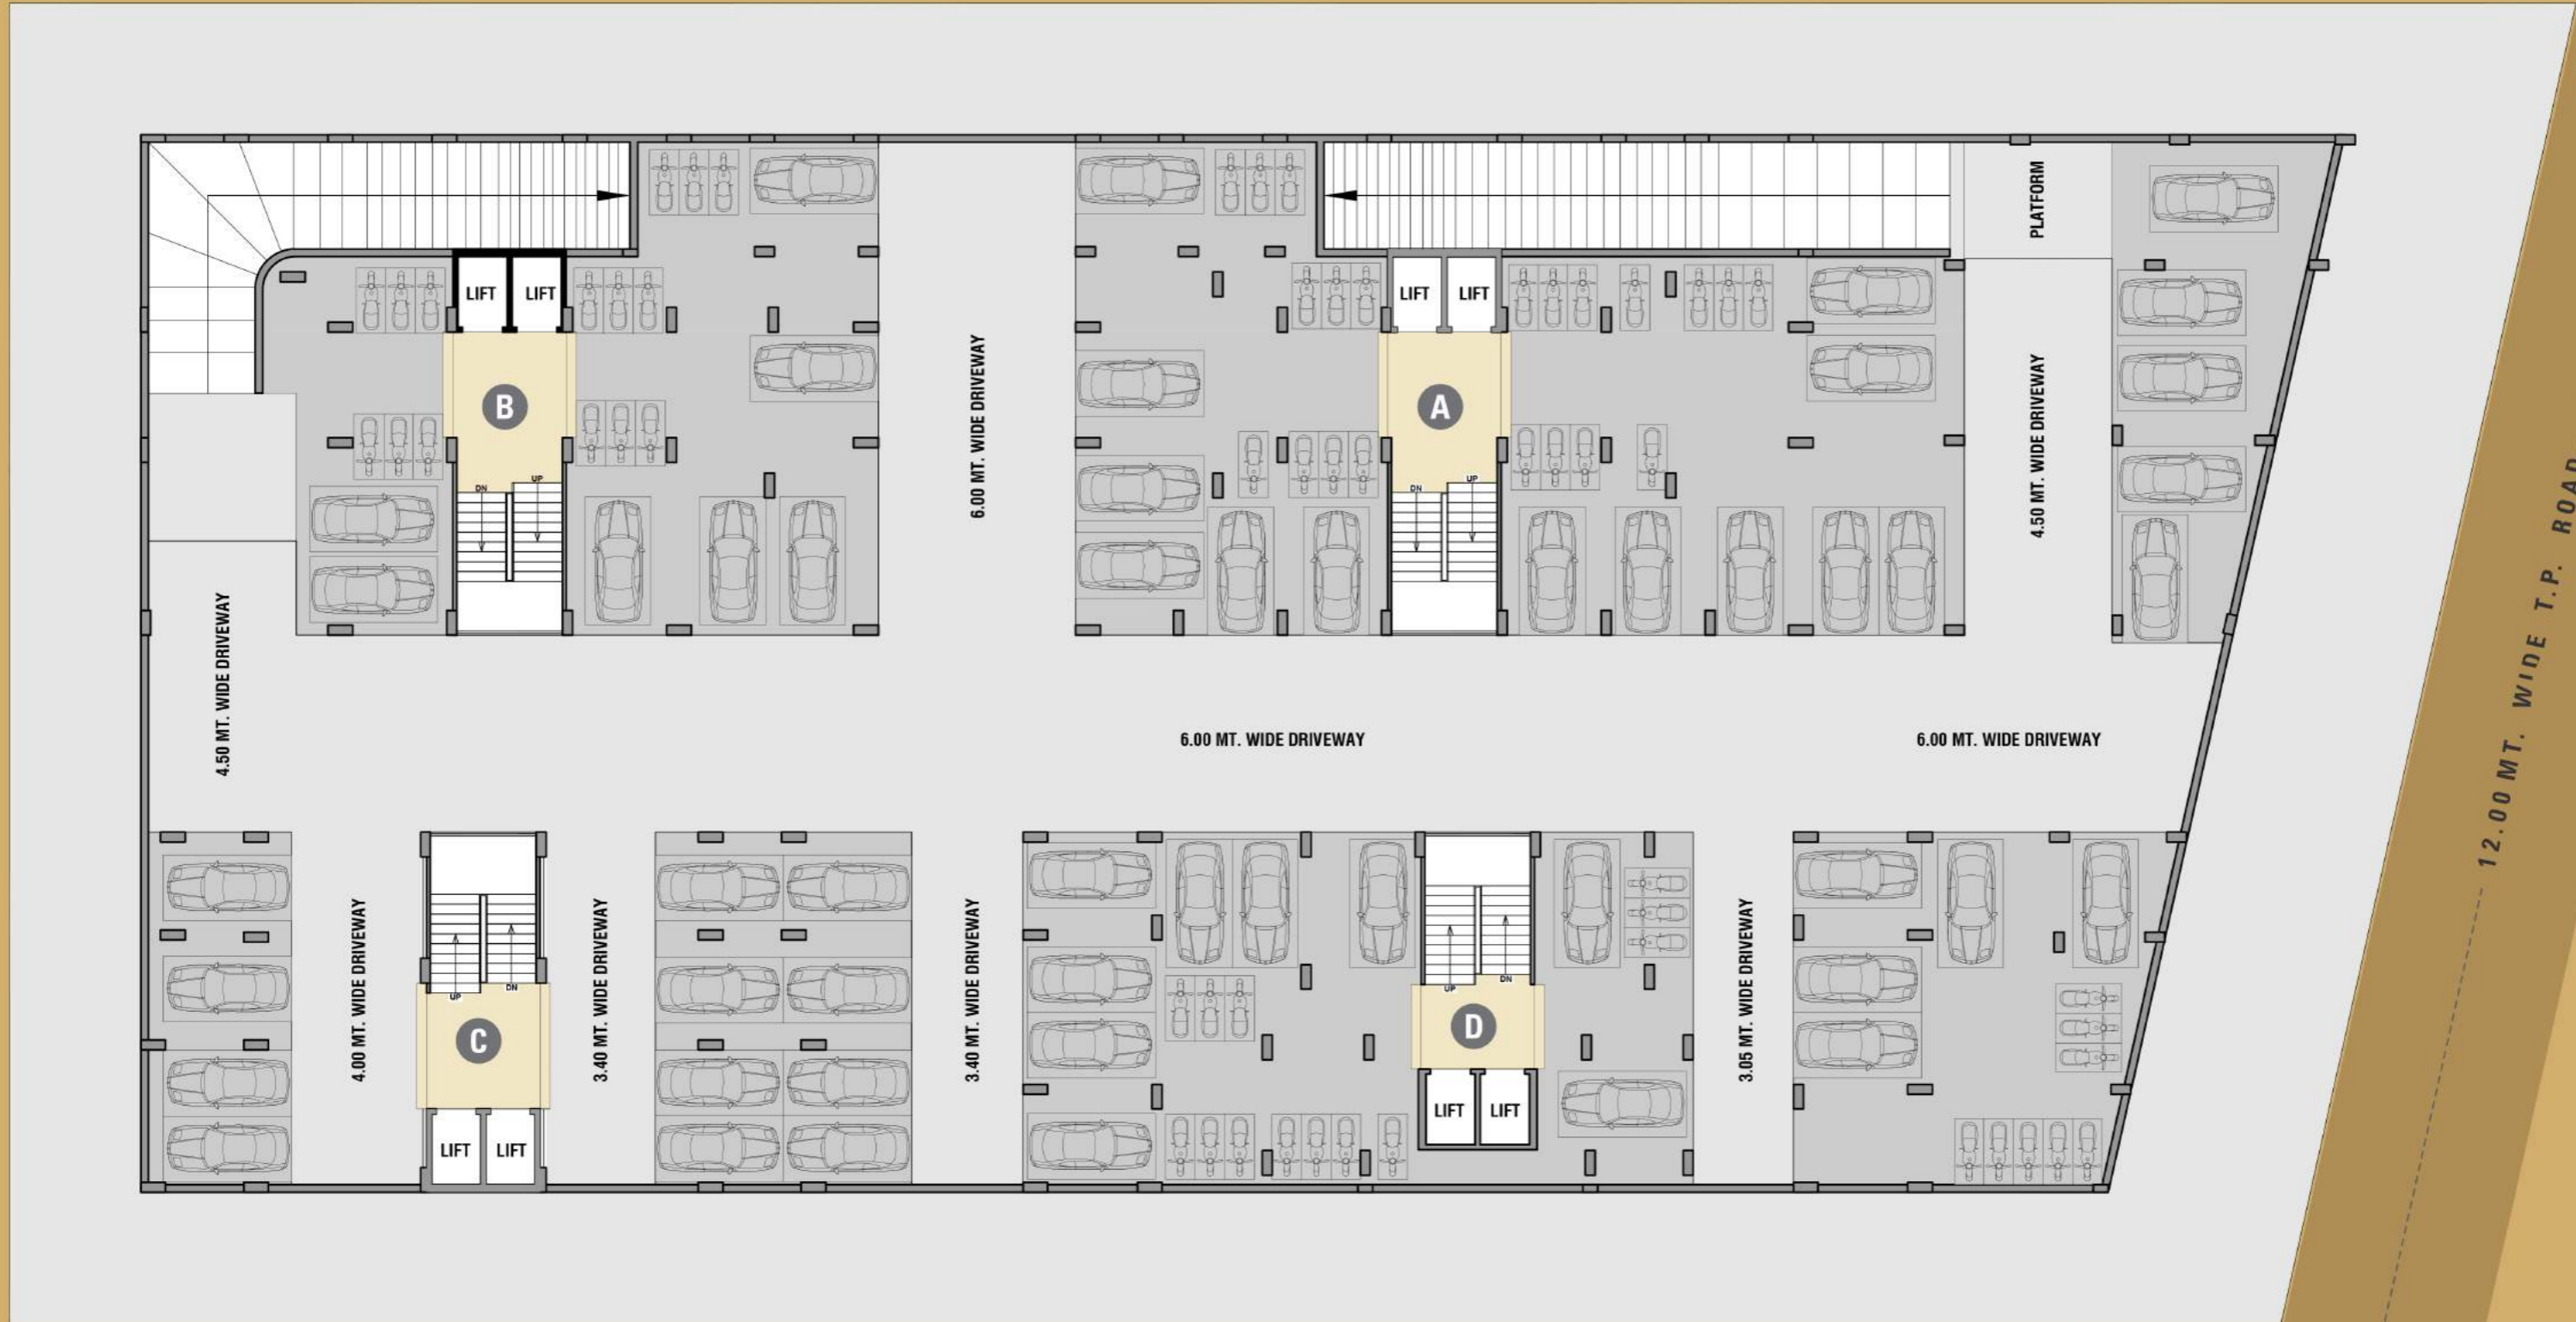 PLATFORM
LIFT
LIFT
LIFT
LIFT
B
A
DN
UP
DN
UP
6.00 MT. WIDE DRIVEWAY
4.50 MT. WIDE DRIVEWAY
4.50 MT. WIDE DRIVEWAY
6.00 MT. WIDE DRIVEWAY
6.00 MT. WIDE DRIVEWAY
12.00 MT. WIDE T.P. ROAD
4.00 MT. WIDE DRIVEWAY
3.40 MT. WIDE DRIVEWAY
3.40 MT. WIDE DRIVEWAY
3.05 MT. WIDE DRIVEWAY
UP
DN
UP
DN
C
D
LIFT
LIFT
LIFT
LIFT